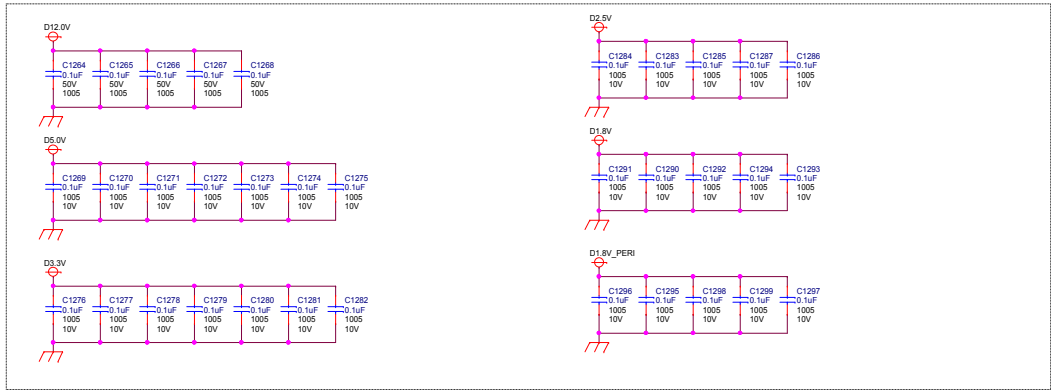 D12.0V
C1264 C1265 C1266 C1267 C1268
0.1uF 0.1uF 0.1uF 0.1uF 0.1uF
50V 50V 50V 50V 50V
1005 1005 1005 1005 1005
D5.0V
C1269 C1270 C1271 C1272 C1273 C1274 C1275
0.1uF 0.1uF 0.1uF 0.1uF 0.1uF 0.1uF 0.1uF
1005 1005 1005 1005 1005 1005 1005
10V 10V 10V 10V 10V 10V 10V
D3.3V
C1276 C1277 C1278 C1279 C1280 C1281 C1282
0.1uF 0.1uF 0.1uF 0.1uF 0.1uF 0.1uF 0.1uF
1005 1005 1005 1005 1005 1005 1005
10V 10V 10V 10V 10V 10V 10V
D2.5V
C1284 C1283 C1285 C1287 C1286
0.1uF 0.1uF 0.1uF 0.1uF 0.1uF
1005 1005 1005 1005 1005
10V 10V 10V 10V 10V
D1.8V
C1291 C1290 C1292 C1294 C1293
0.1uF 0.1uF 0.1uF 0.1uF 0.1uF
1005 1005 1005 1005 1005
10V 10V 10V 10V 10V
D1.8V_PERI
C1296 C1295 C1298 C1299 C1297
0.1uF 0.1uF 0.1uF 0.1uF 0.1uF
1005 1005 1005 1005 1005
10V 10V 10V 10V 10V